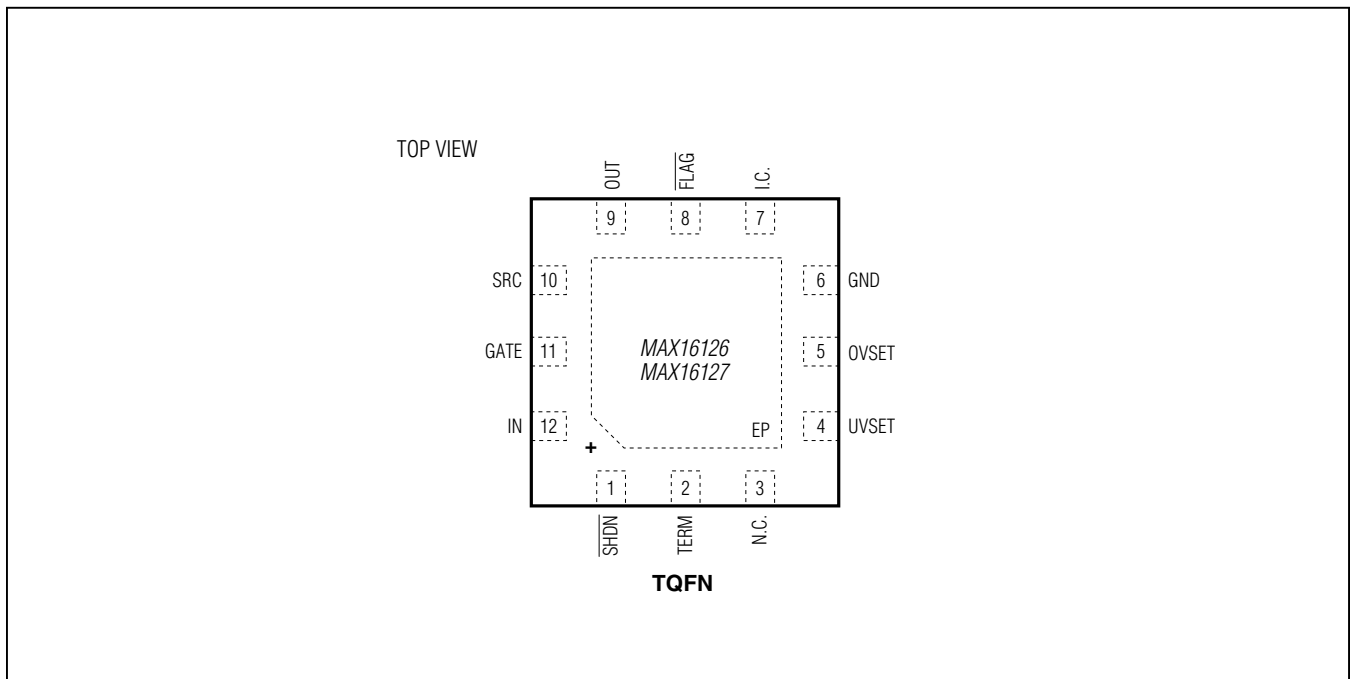 TOP VIEW
OUT
FLAG
I.C.
9
8
7
SRC
10
6
GND
GATE
11
MAX16126
MAX16127
5
OVSET
IN
12
EP
4
UVSET
+
1
2
3
SHDN
TERM
N.C.
TQFN